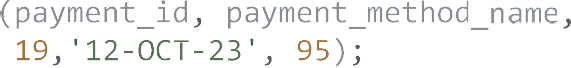 (payment_id, payment_method_name,
19,'12-OCT-23', 95);